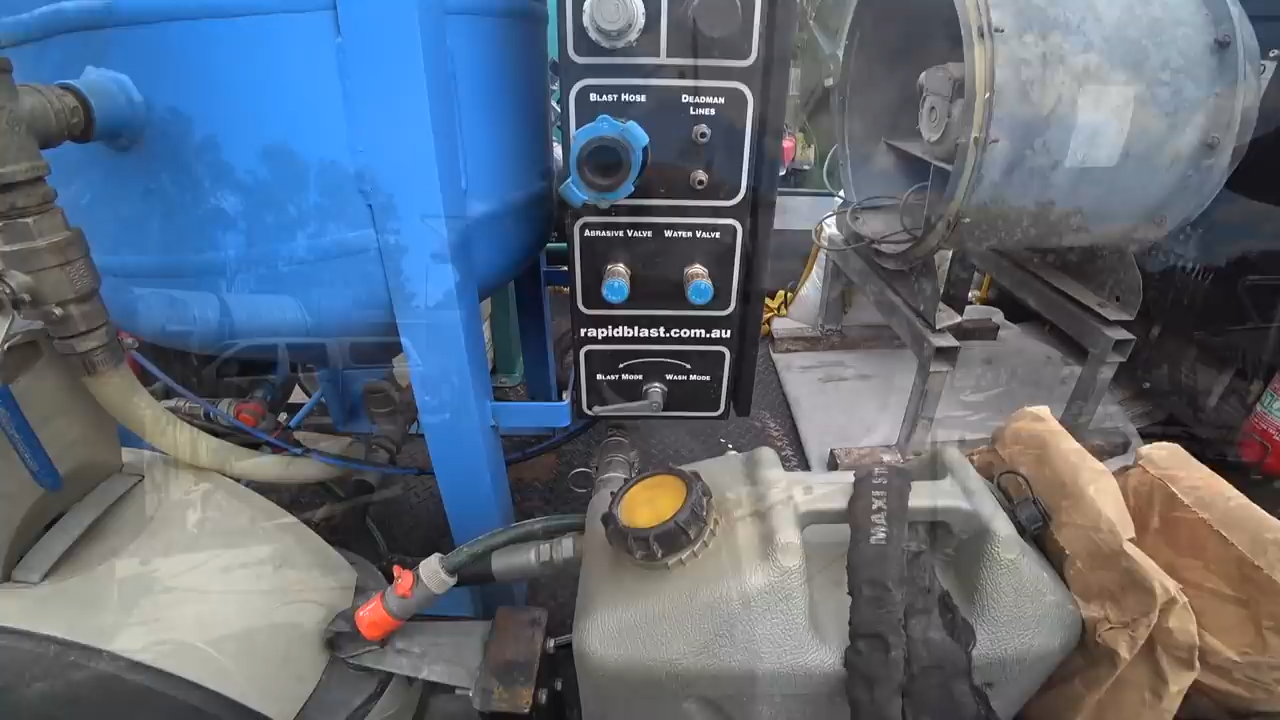 BLAST HOSE
DEADMAN
LINES
ABRASIVE VALVE
WATER VALVE
rapidblast.com.au
BLAST MODE
WASH MODE
MAXI